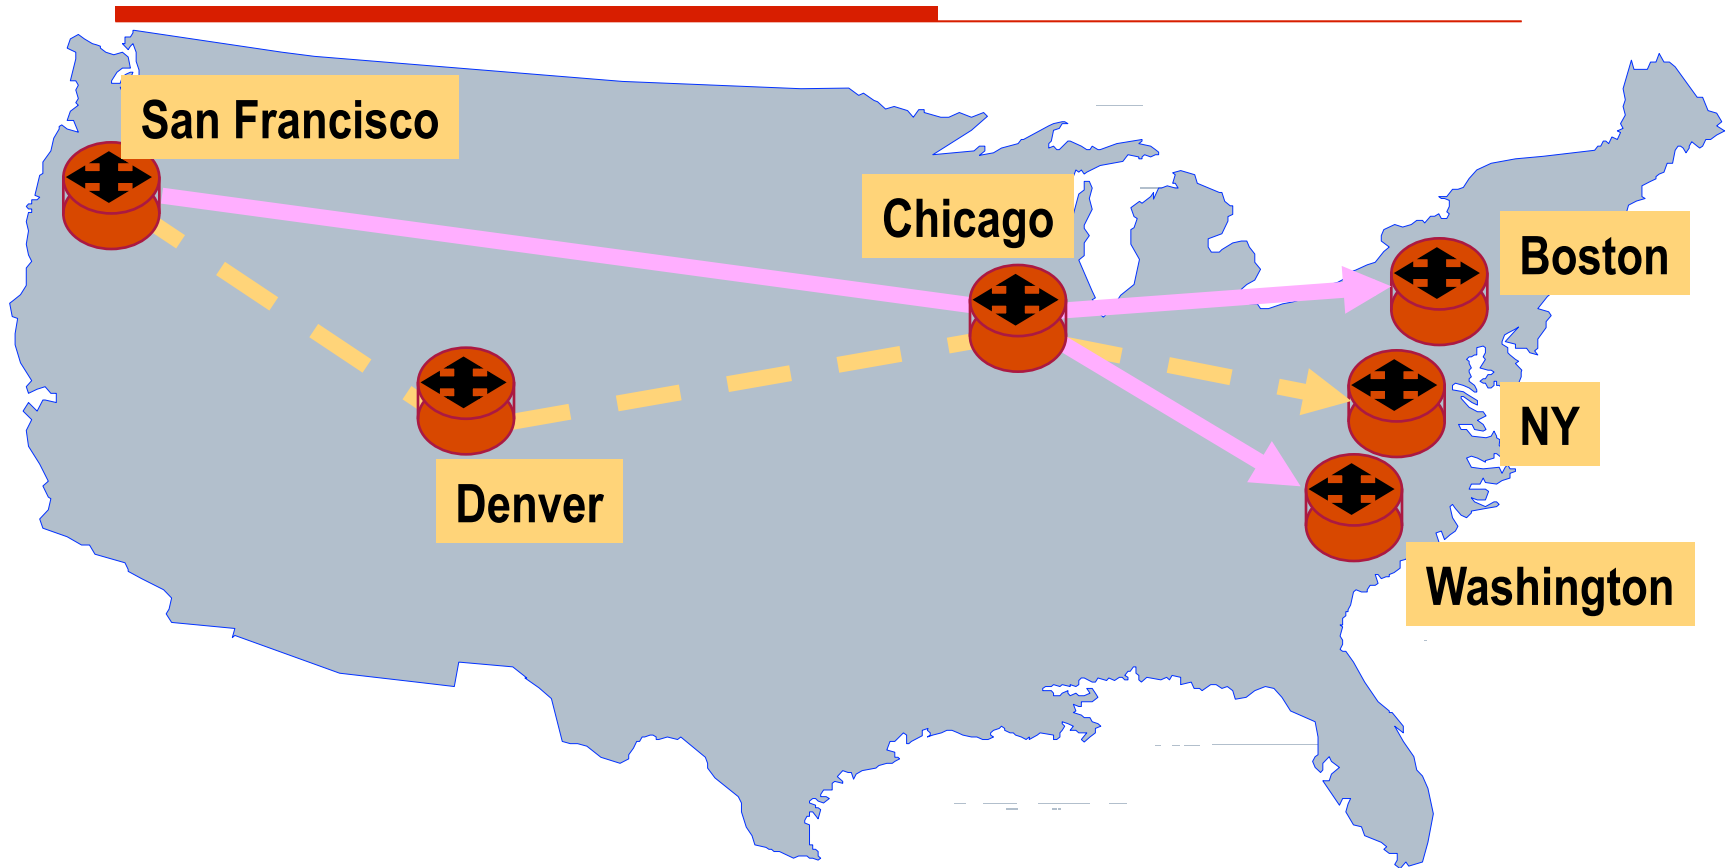 San Francisco
Chicago
Boston
NY
Denver
Washington